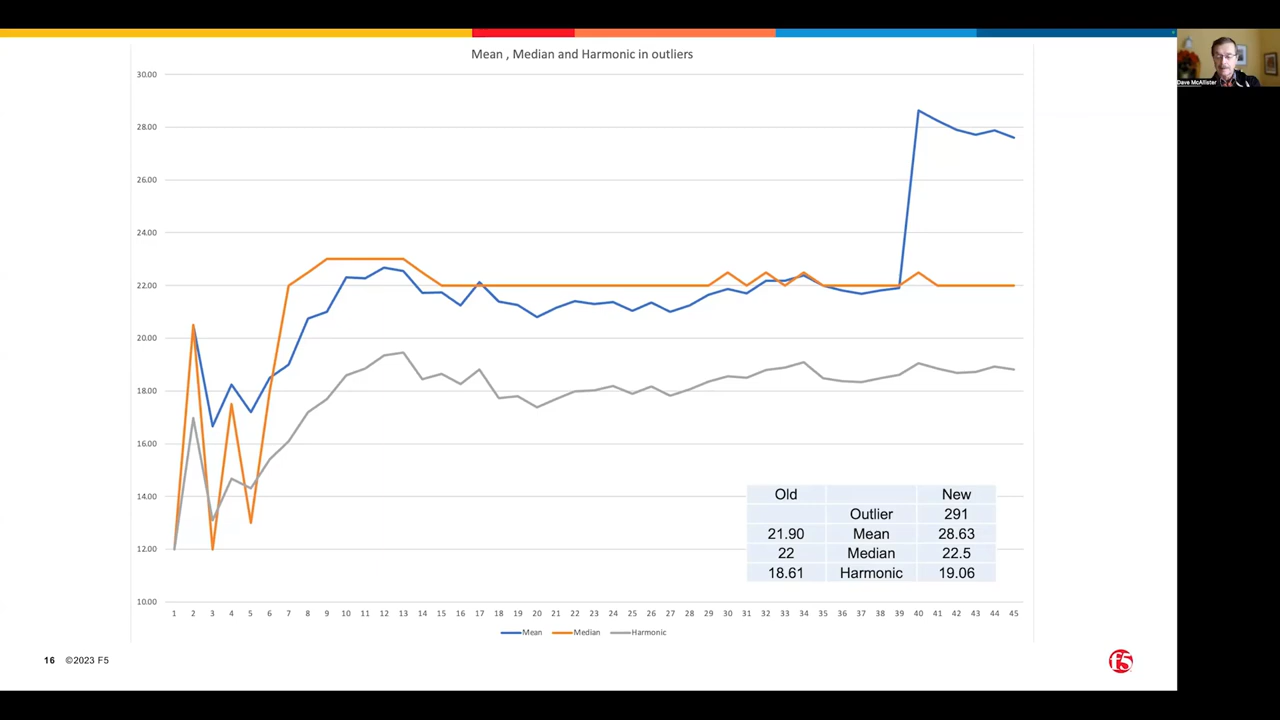 Mean , Median and Harmonic in outliers
30.00
28.00
26.00
24.00
22.00
20.00
18.00
16.00
14.00
12.00
10.00
1 2 3 4 5 6 7 8 9 10 11 12 13 14 15 16 17 18 19 20 21 22 23 24 25 26 27 28 29 30 31 32 33 34 35 36 37 38 39 40 41 42 43 44 45
Mean Median Harmonic
Old New
Outlier 291
21.90 Mean 28.63
22 Median 22.5
18.61 Harmonic 19.06
16 ©2023 F5
f5
Dave McAllister